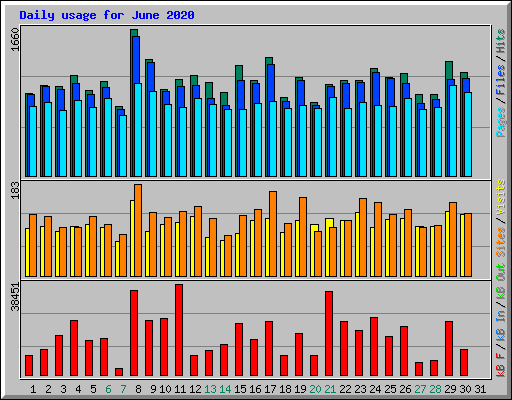 Daily usage for June 2020
1660
Pages / Files / Hits
183
Sites / Visits
38451
kB F / kB In / kB Out
1 2 3 4 5 6 7 8 9 10 11 12 13 14 15 16 17 18 19 20 21 22 23 24 25 26 27 28 29 30 31